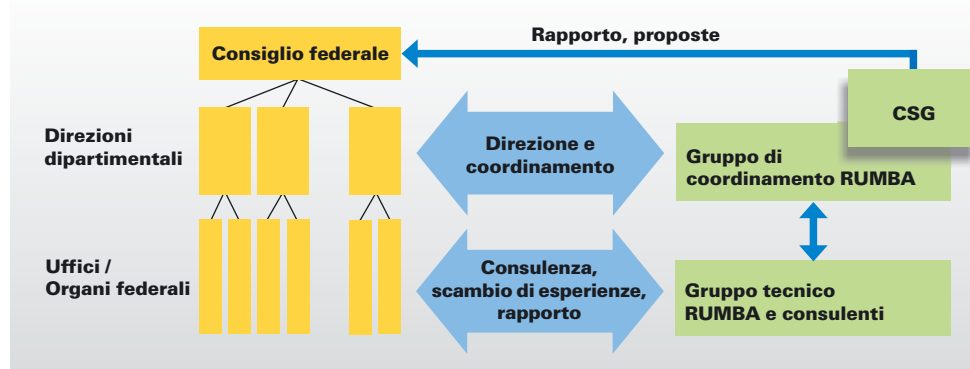 Rapporto, proposte
Consiglio federale
CSG
Direzioni
dipartimentali
Direzione e
coordinamento
Gruppo di
coordinamento RUMBA
Uffici /
Organi federali
Consulenza,
scambio di esperienze,
rapporto
Gruppo tecnico
RUMBA e consulenti